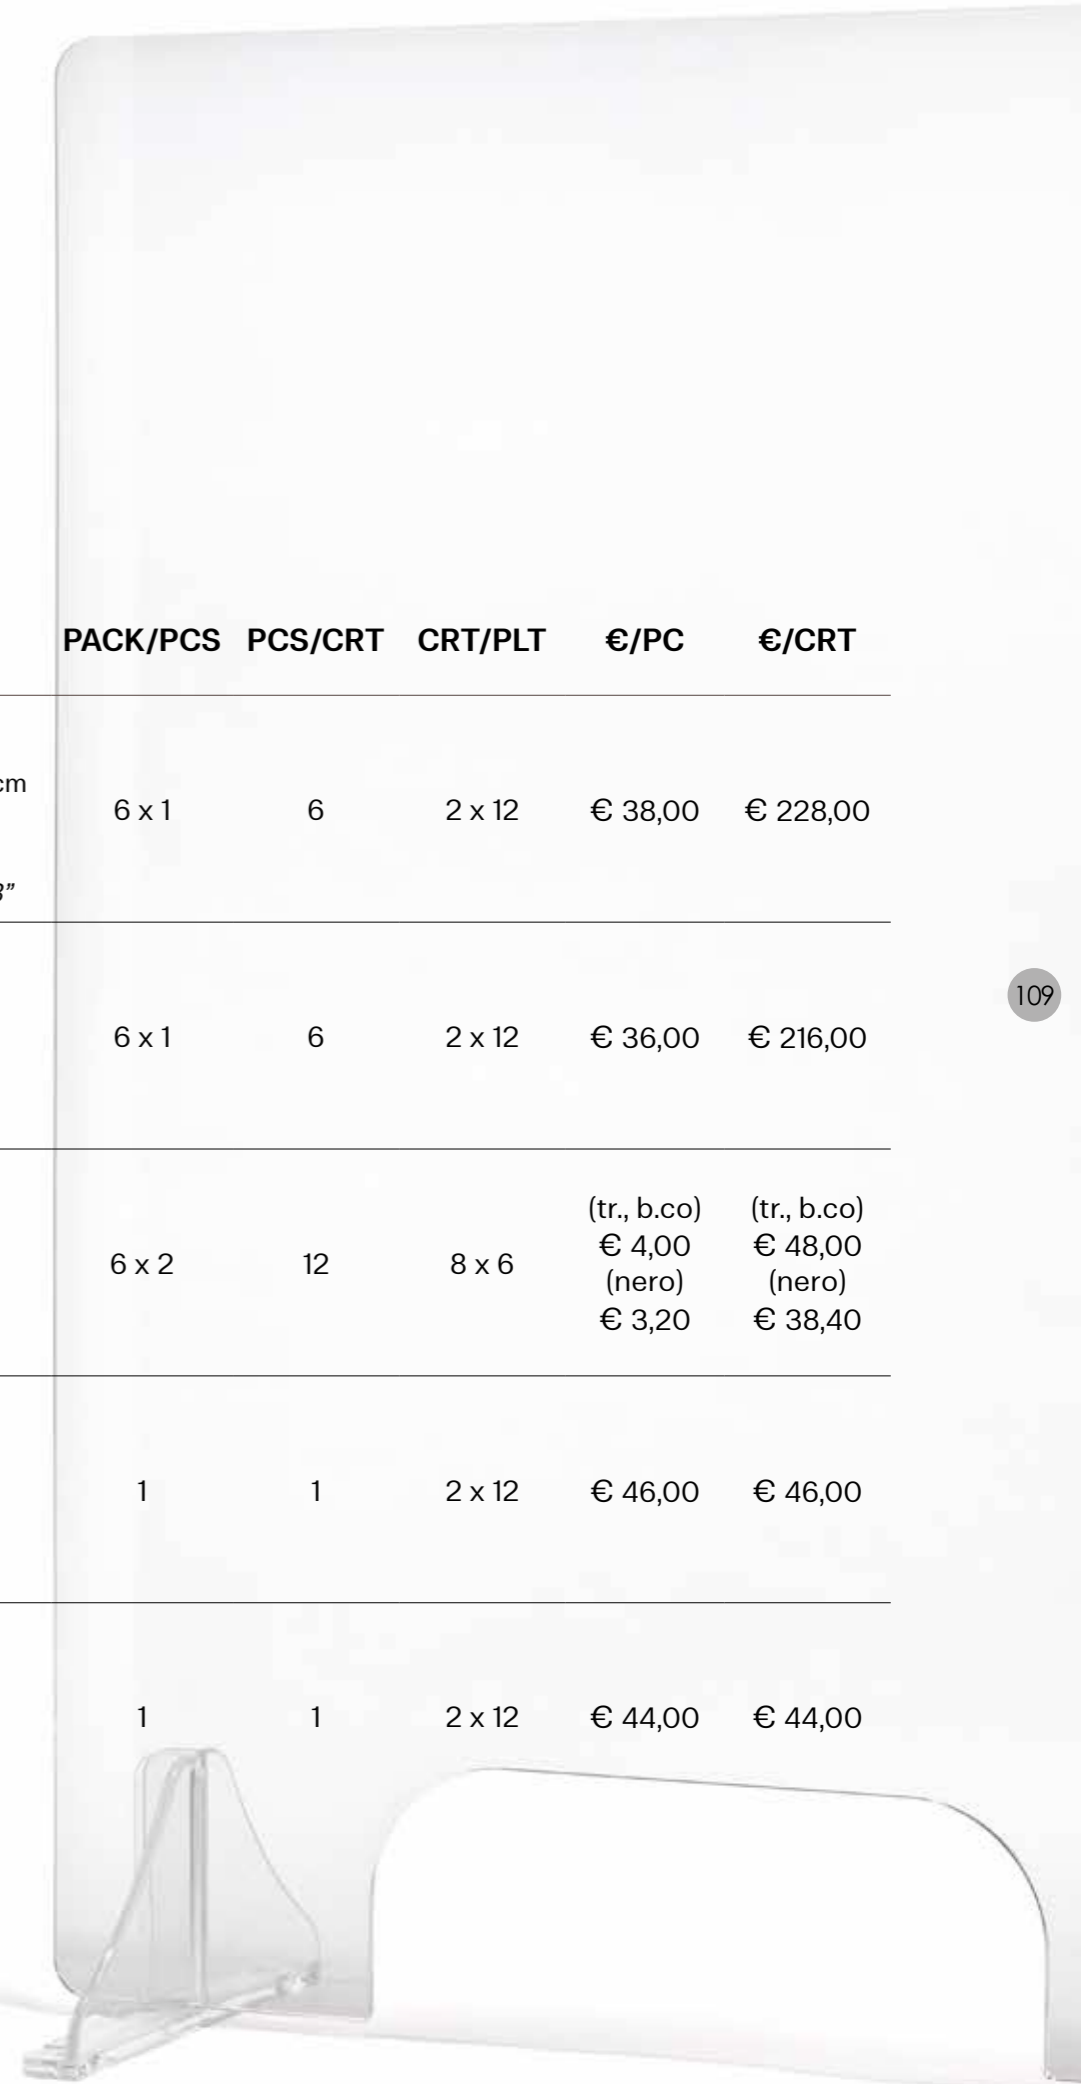 PACK/PCS PCS/CRT CRT/PLT €/PC €/CRT
cm
6 x 1 6 2 x 12 € 38,00 € 228,00
3”
6 x 1 6 2 x 12 € 36,00 € 216,00
109
(tr., b.co) (tr., b.co)
€ 4,00 € 48,00
6 x 2 12 8 x 6
(nero) (nero)
€ 3,20 € 38,40
1 1 2 x 12 € 46,00 € 46,00
1 1 2 x 12 € 44,00 € 44,00